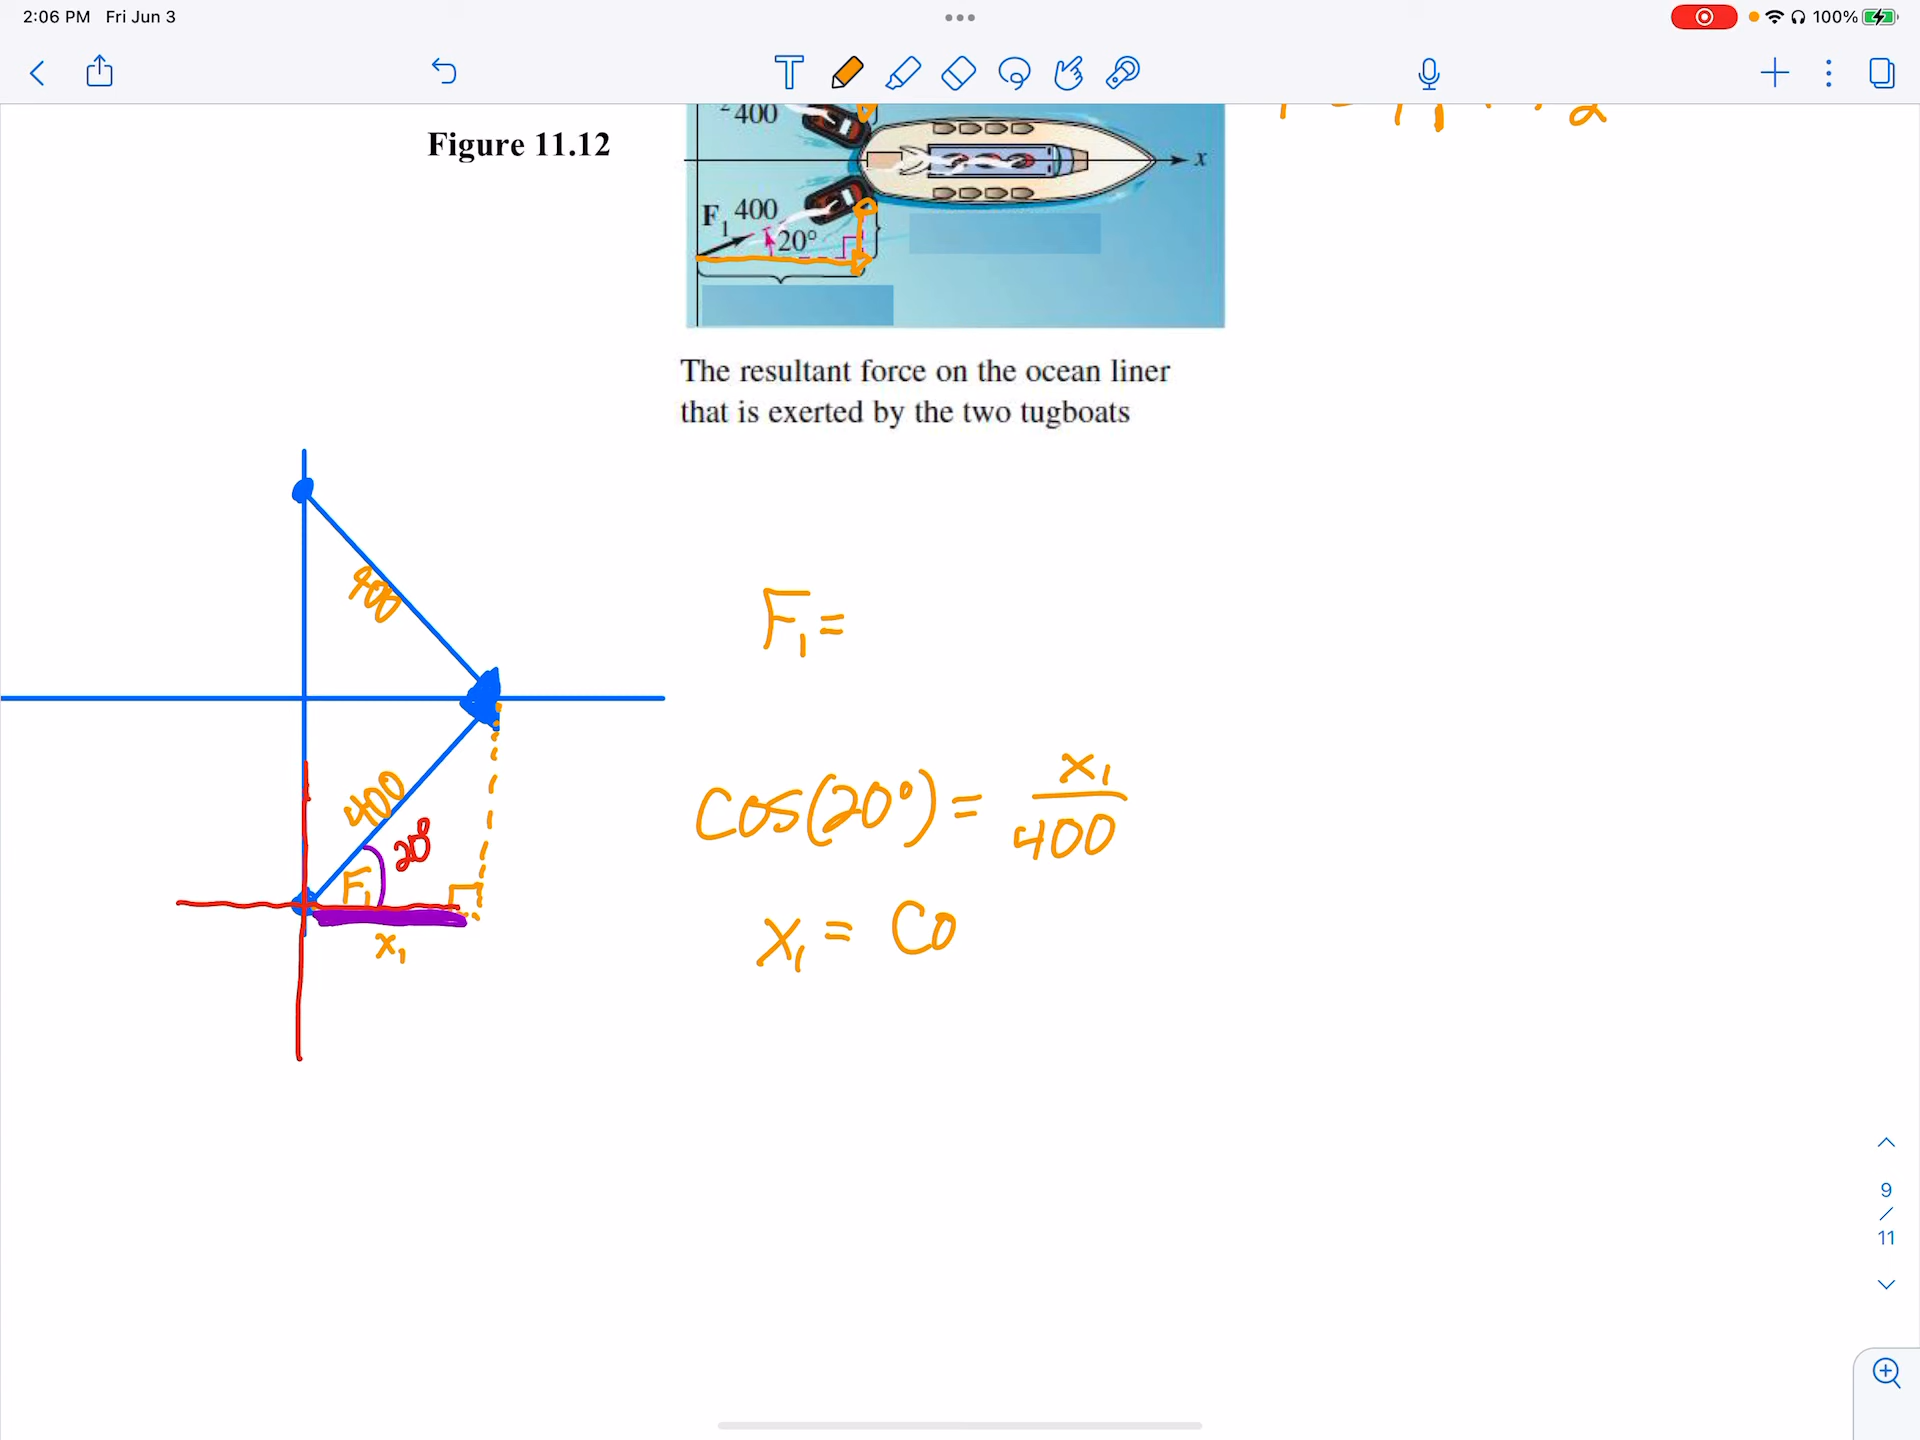 2:06 PM Fri Jun 3
100%
Figure 11.12
2 400
x
F1 400
20°
The resultant force on the ocean liner
that is exerted by the two tugboats
400
F1 =
400
20°
F1
x1
cos(20°) = x1/400
x1 = co
9
/
11